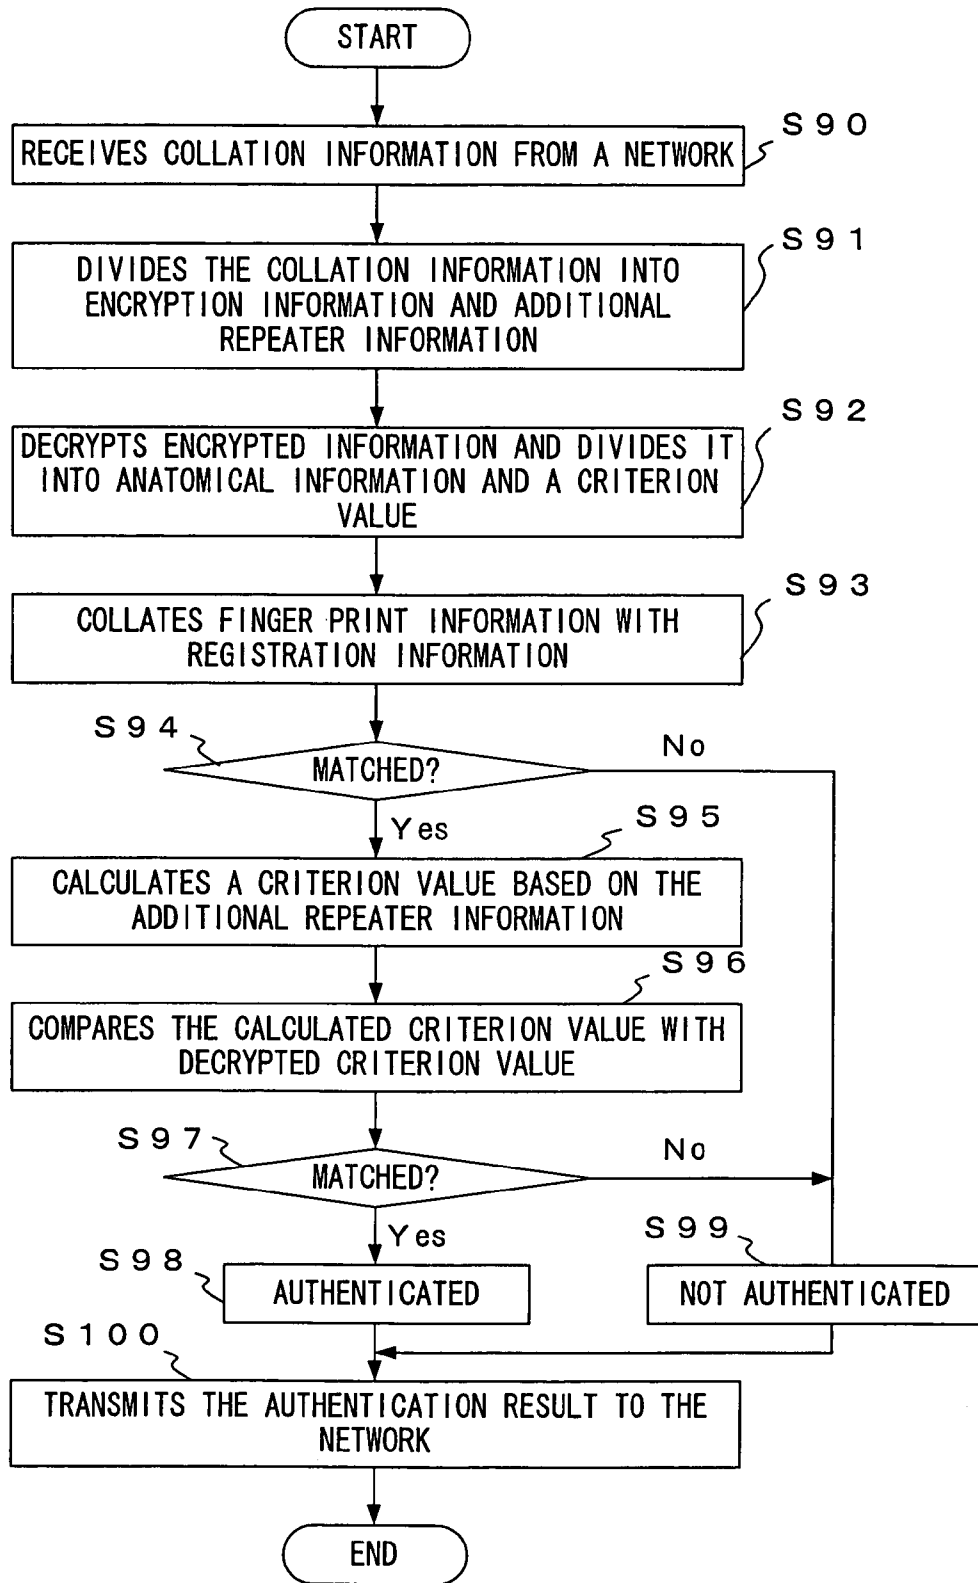 START
S90
RECEIVES COLLATION INFORMATION FROM A NETWORK
S91
DIVIDES THE COLLATION INFORMATION INTO
ENCRYPTION INFORMATION AND ADDITIONAL
REPEATER INFORMATION
S92
DECRYPTS ENCRYPTED INFORMATION AND DIVIDES IT
INTO ANATOMICAL INFORMATION AND A CRITERION
VALUE
S93
COLLATES FINGER PRINT INFORMATION WITH
REGISTRATION INFORMATION
S94
MATCHED?
No
Yes
S95
CALCULATES A CRITERION VALUE BASED ON THE
ADDITIONAL REPEATER INFORMATION
S96
COMPARES THE CALCULATED CRITERION VALUE WITH
DECRYPTED CRITERION VALUE
S97
MATCHED?
No
Yes
S98
AUTHENTICATED
S99
NOT AUTHENTICATED
S100
TRANSMITS THE AUTHENTICATION RESULT TO THE
NETWORK
END